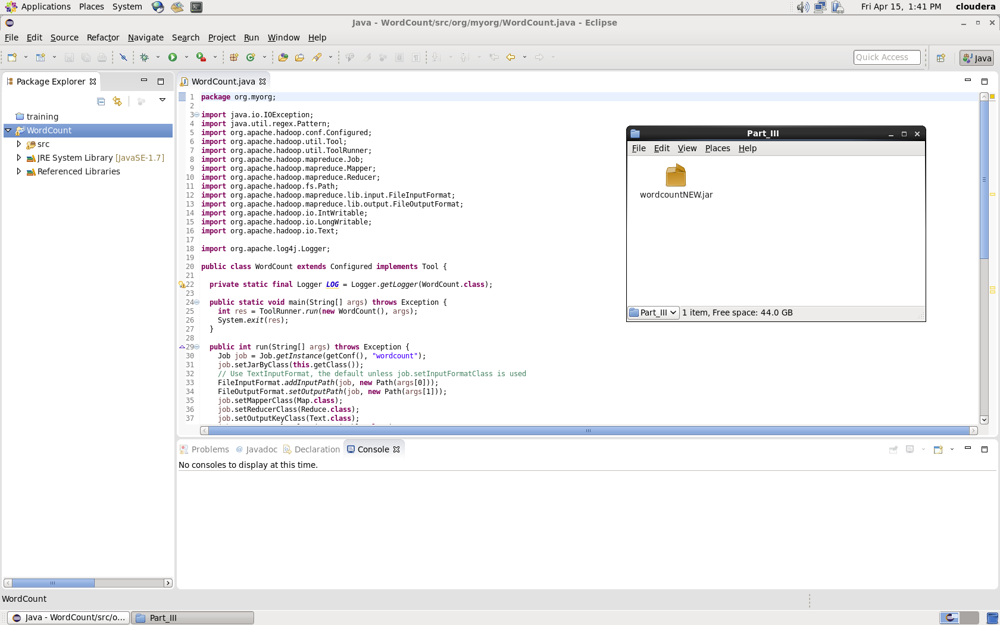 Applications Places System Fri Apr 15, 1:41 PM cloudera
Java - WordCount/src/org/myorg/WordCount.java - Eclipse
File Edit Source Refactor Navigate Search Project Run Window Help
Quick Access Java
Package Explorer
training
WordCount
src
JRE System Library [JavaSE-1.7]
Referenced Libraries
WordCount.java
1 package org.myorg;
2
3 import java.io.IOException;
4 import java.util.regex.Pattern;
5 import org.apache.hadoop.conf.Configured;
6 import org.apache.hadoop.util.Tool;
7 import org.apache.hadoop.util.ToolRunner;
8 import org.apache.hadoop.mapreduce.Job;
9 import org.apache.hadoop.mapreduce.Mapper;
10 import org.apache.hadoop.mapreduce.Reducer;
11 import org.apache.hadoop.fs.Path;
12 import org.apache.hadoop.mapreduce.lib.input.FileInputFormat;
13 import org.apache.hadoop.mapreduce.lib.output.FileOutputFormat;
14 import org.apache.hadoop.io.IntWritable;
15 import org.apache.hadoop.io.LongWritable;
16 import org.apache.hadoop.io.Text;
17
18 import org.apache.log4j.Logger;
19
20 public class WordCount extends Configured implements Tool {
21
22 private static final Logger LOG = Logger.getLogger(WordCount.class);
23
24 public static void main(String[] args) throws Exception {
25 int res = ToolRunner.run(new WordCount(), args);
26 System.exit(res);
27 }
28
29 public int run(String[] args) throws Exception {
30 Job job = Job.getInstance(getConf(), "wordcount");
31 job.setJarByClass(this.getClass());
32 // Use TextInputFormat, the default unless job.setInputFormatClass is used
33 FileInputFormat.addInputPath(job, new Path(args[0]));
34 FileOutputFormat.setOutputPath(job, new Path(args[1]));
35 job.setMapperClass(Map.class);
36 job.setReducerClass(Reduce.class);
37 job.setOutputKeyClass(Text.class);
Part_III
File Edit View Places Help
wordcountNEW.jar
Part_III 1 item, Free space: 44.0 GB
Problems Javadoc Declaration Console
No consoles to display at this time.
WordCount
Java - WordCount/src/o... Part_III